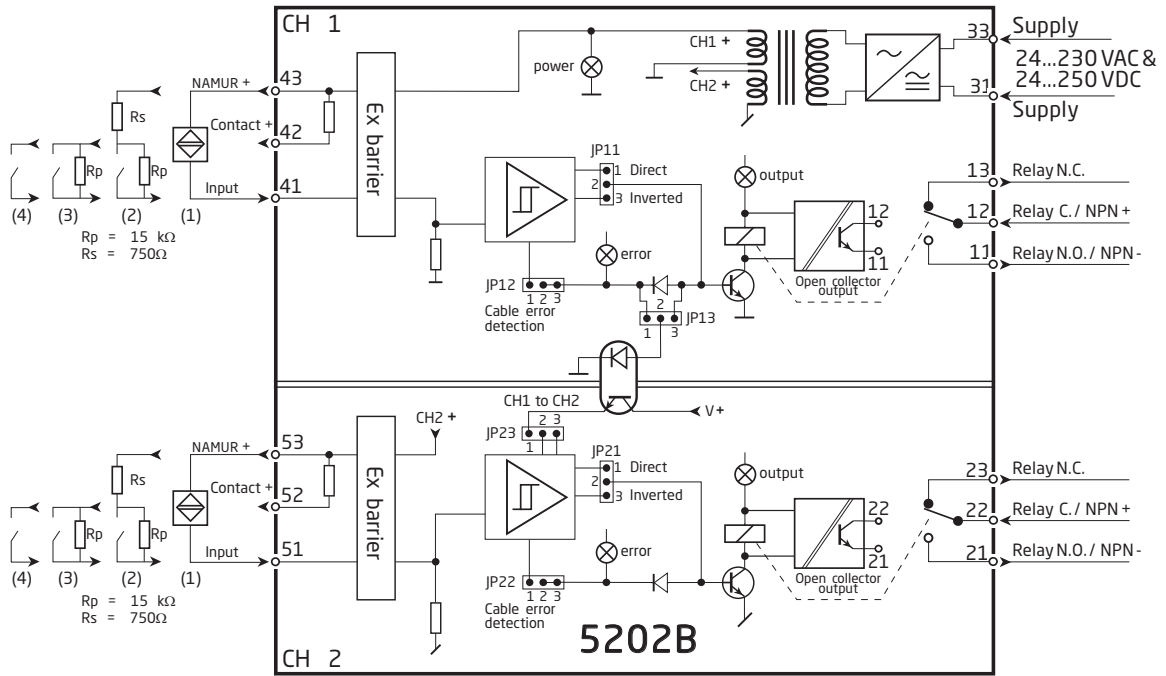 CH 1
Supply
33
24...230 VAC &
24...250 VDC
31
Supply
CH1 +
CH2 +
power
NAMUR +
43
Rs
Contact +
42
Ex barrier
Rp
Rp
Input
41
(4)
(3)
(2)
(1)
Rp = 15 kΩ
Rs = 750Ω
JP11
1 Direct
2
3 Inverted
error
JP12
1 2 3
Cable error
detection
2
JP13
1 3
output
12
11
Open collector
output
13
Relay N.C.
12
Relay C. / NPN +
11
Relay N.O. / NPN -
CH1 to CH2
V+
CH2 +
JP23
2 3
1
NAMUR +
53
Rs
Contact +
52
Ex barrier
Rp
Rp
Input
51
(4)
(3)
(2)
(1)
Rp = 15 kΩ
Rs = 750Ω
JP21
1 Direct
2
3 Inverted
error
JP22
1 2 3
Cable error
detection
output
22
21
Open collector
output
23
Relay N.C.
22
Relay C. / NPN +
21
Relay N.O. / NPN -
5202B
CH 2